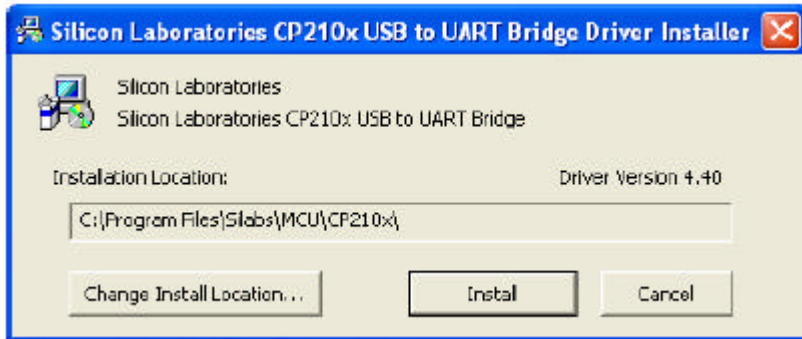 Silicon Laboratories CP210x USB to UART Bridge Driver Installer
Silicon Laboratories
Silicon Laboratories CP210x USB to UART Bridge
Installation Location: Driver Version 4.40
C:\Program Files\Silabs\MCU\CP210x\
Change Install Location... Install Cancel